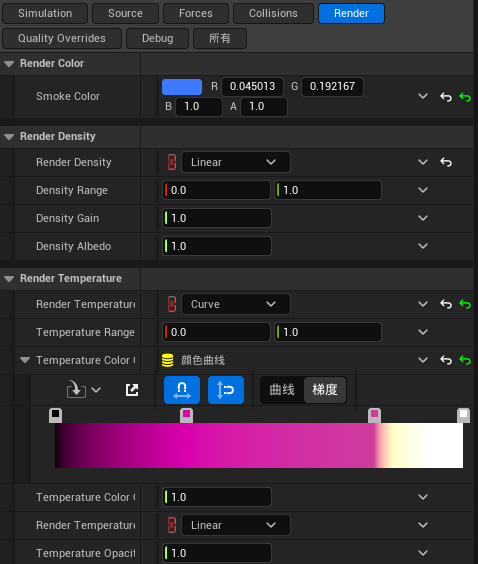 Simulation Source Forces Collisions Render
Quality Overrides Debug 所有
Render Color
Smoke Color R 0.045013 G 0.192167
B 1.0 A 1.0
Render Density
Render Density Linear
Density Range 0.0 1.0
Density Gain 1.0
Density Albedo 1.0
Render Temperature
Render Temperature Curve
Temperature Range 0.0 1.0
Temperature Color 颜色曲线
曲线 梯度
Temperature Color 1.0
Render Temperature Linear
Temperature Opacit 1.0